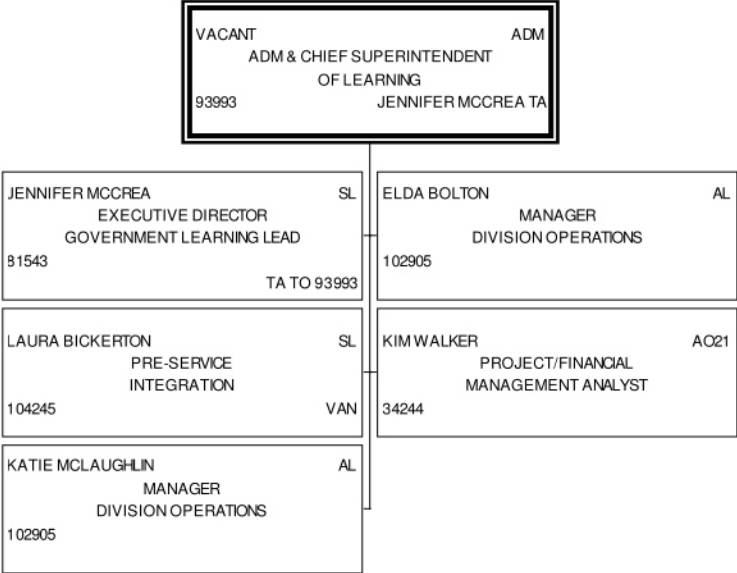 VACANT ADM
ADM & CHIEF SUPERINTENDENT
OF LEARNING
93993 JENNIFER MCCREA TA
JENNIFER MCCREA SL
EXECUTIVE DIRECTOR
GOVERNMENT LEARNING LEAD
81543
TA TO 93993
ELDA BOLTON AL
MANAGER
DIVISION OPERATIONS
102905
LAURA BICKERTON SL
PRE-SERVICE
INTEGRATION
104245 VAN
KIM WALKER AO21
PROJECT/FINANCIAL
MANAGEMENT ANALYST
34244
KATIE MCLAUGHLIN AL
MANAGER
DIVISION OPERATIONS
102905